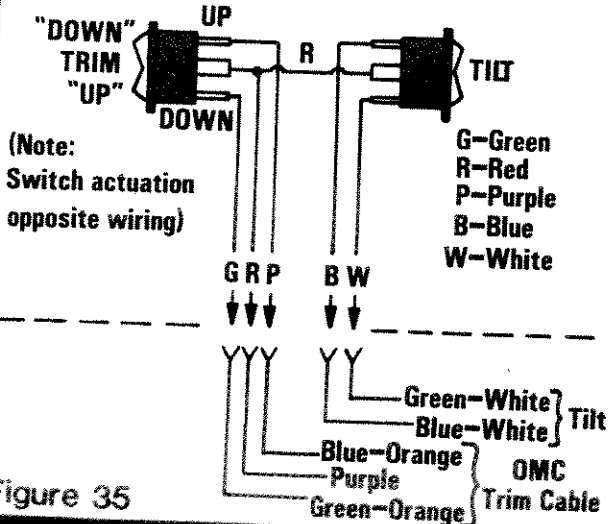 UP
"DOWN"
TRIM
"UP"
DOWN
R
TILT
(Note:
Switch actuation
opposite wiring)
G-Green
R-Red
P-Purple
B-Blue
W-White
G R P
B W
Green-White
Blue-White
Tilt
Blue-Orange
Purple
Green-Orange
OMC
Trim Cable
igure 35